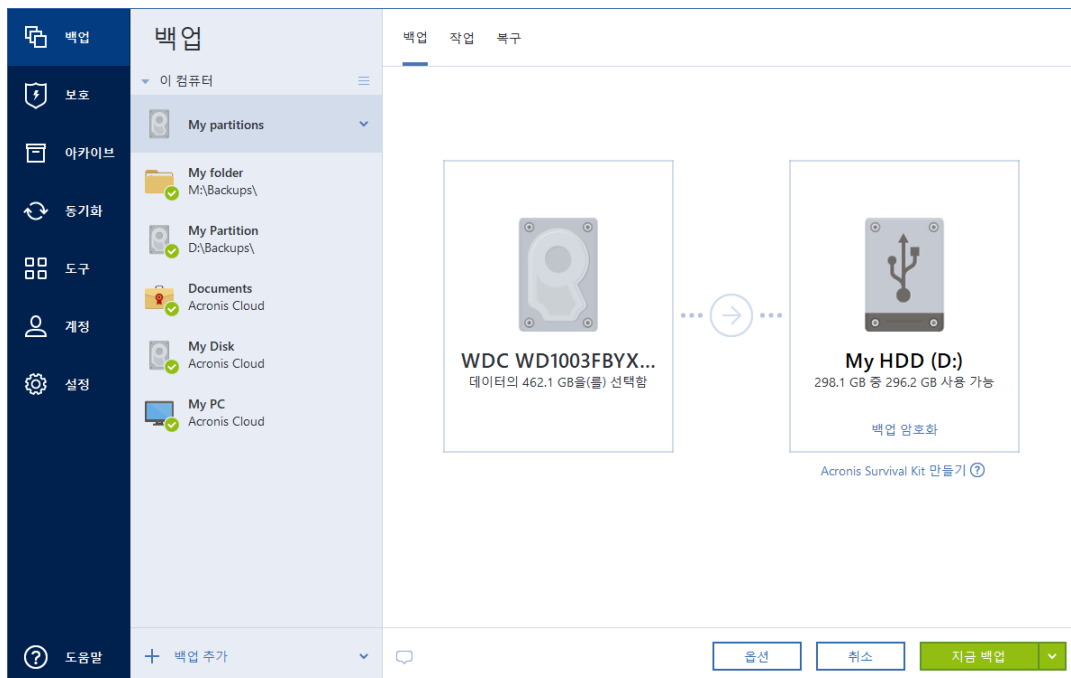 백업
보호
아카이브
동기화
도구
계정
설정
도움말
백업
이 컴퓨터
My partitions
My folder
M:\Backups\
My Partition
D:\Backups\
Documents
Acronis Cloud
My Disk
Acronis Cloud
My PC
Acronis Cloud
백업 추가
백업 작업 복구
WDC WD1003FBYX...
데이터의 462.1 GB을(를) 선택함
My HDD (D:)
298.1 GB 중 296.2 GB 사용 가능
백업 암호화
Acronis Survival Kit 만들기
옵션 취소 지금 백업